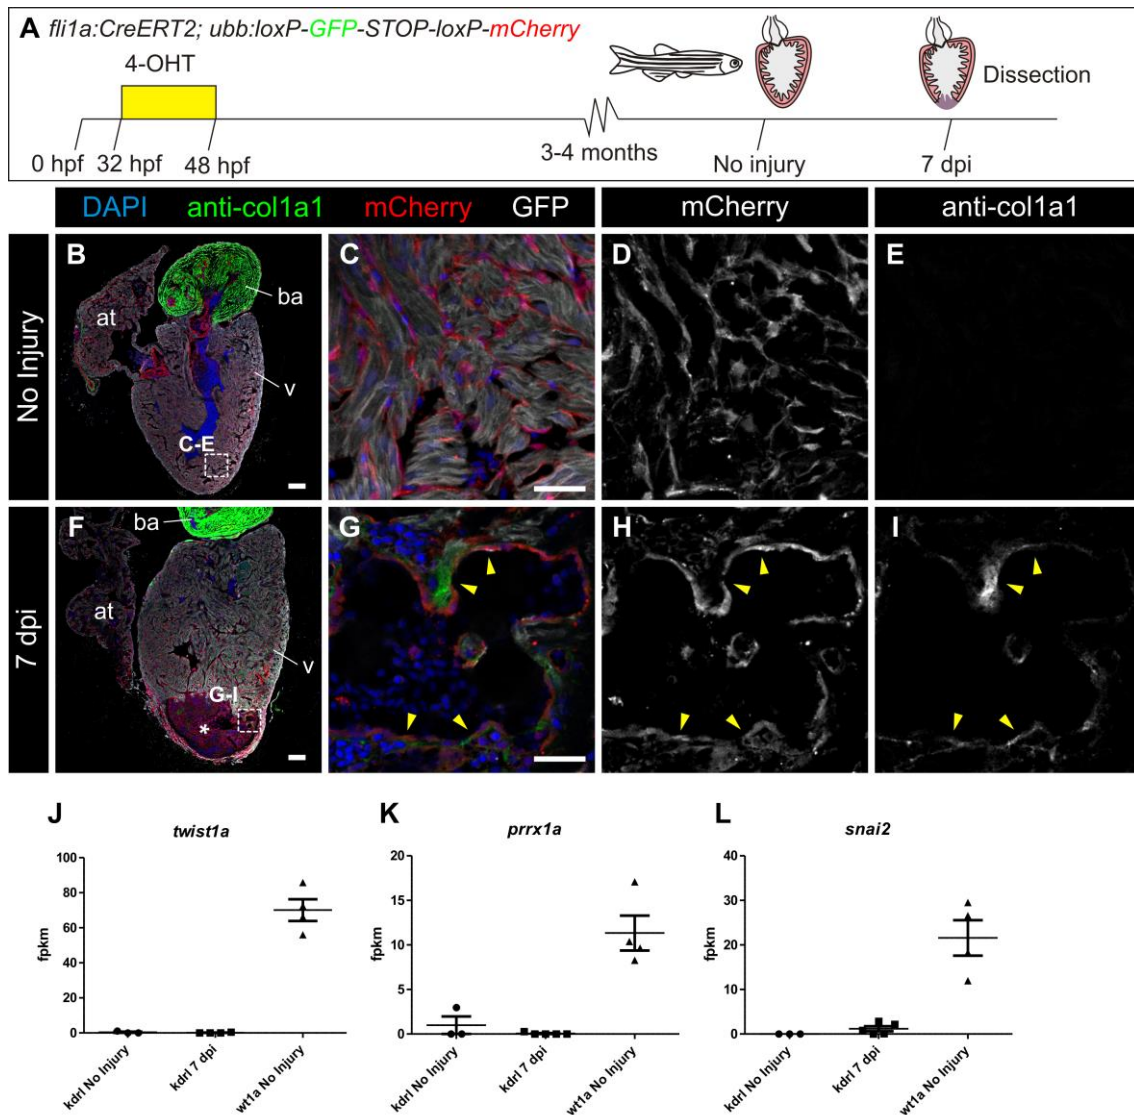 A fli1a:CreERT2; ubb:loxP-GFP-STOP-loxP-mCherry
4-OHT
Dissection
0 hpf 32 hpf 48 hpf 3-4 months No injury 7 dpi
DAPI anti-col1a1 mCherry GFP mCherry anti-col1a1
No Injury
B at ba v C-E
C
D
E
7 dpi
F ba at v G-I *
G
H
I
J
twist1a
fpkm
100
80
60
40
20
0
kdrl No Injury
kdrl 7 dpi
wt1a No Injury
K
prrx1a
fpkm
20
15
10
5
0
kdrl No Injury
kdrl 7 dpi
wt1a No Injury
L
snai2
fpkm
40
30
20
10
0
kdrl No Injury
kdrl 7 dpi
wt1a No Injury